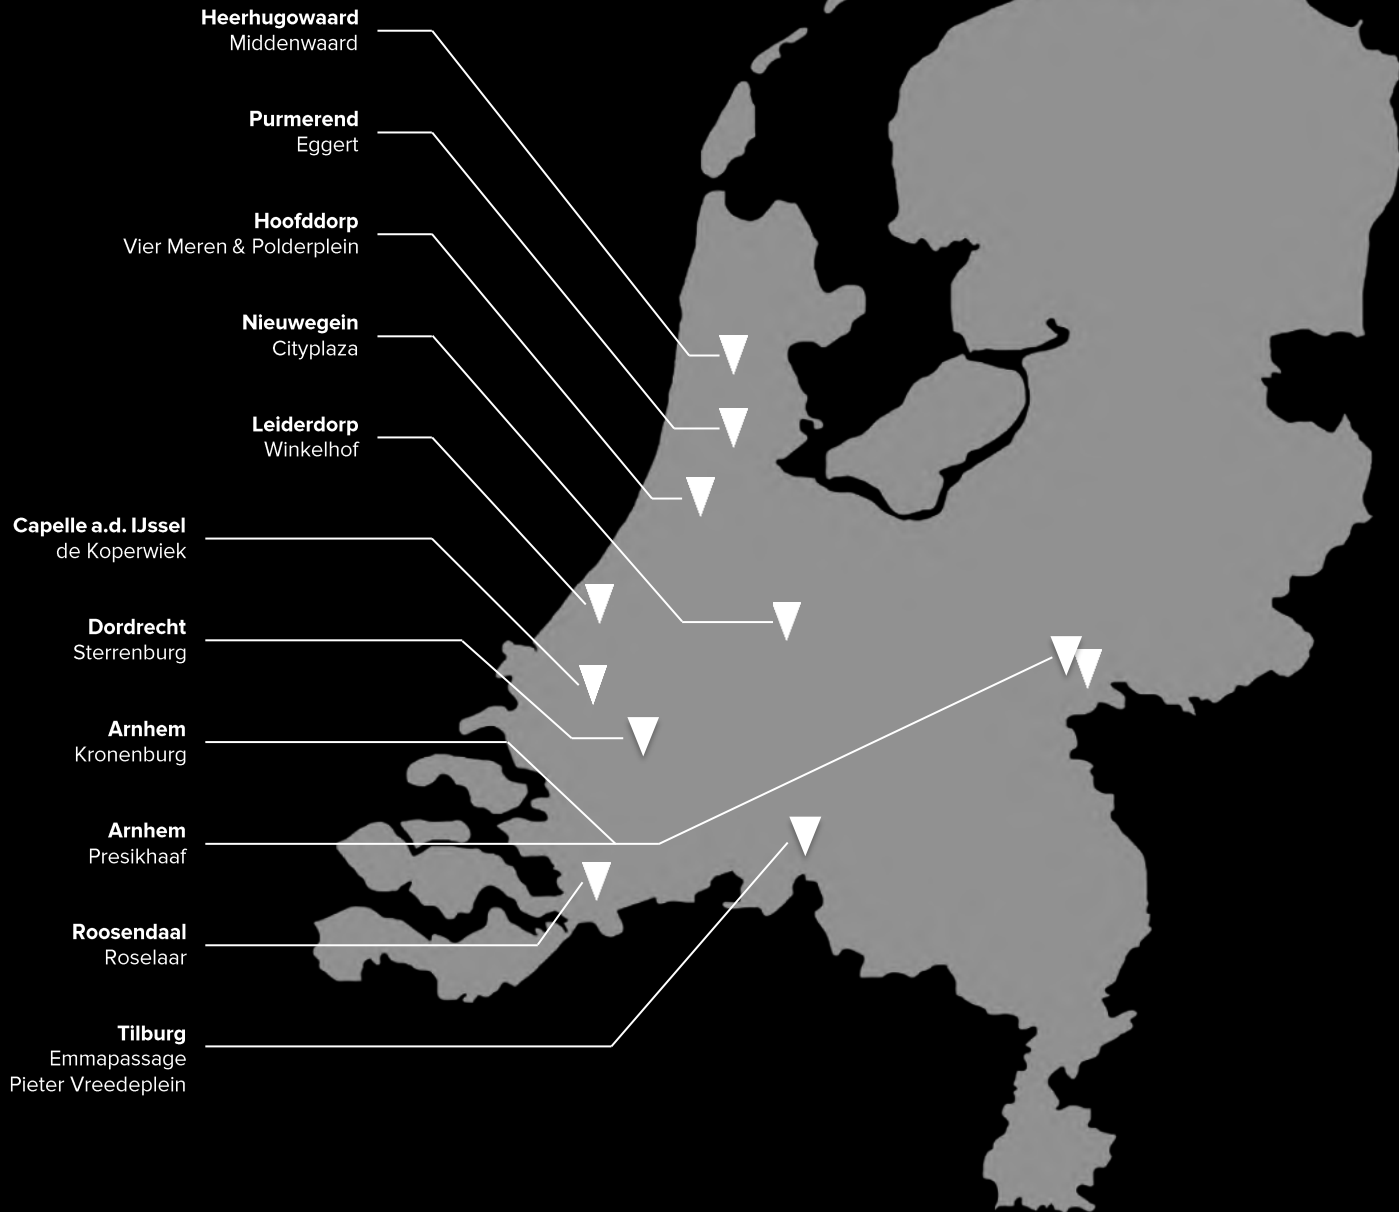 Heerhugowaard
Middenwaard
Purmerend
Eggert
Hoofddorp
Vier Meren & Polderplein
Nieuwegein
Cityplaza
Leiderdorp
Winkelhof
Capelle a.d. IJssel
de Koperwiek
Dordrecht
Sterrenburg
Arnhem
Kronenburg
Arnhem
Presikhaaf
Roosendaal
Roselaar
Tilburg
Emmapassage
Pieter Vreedeplein